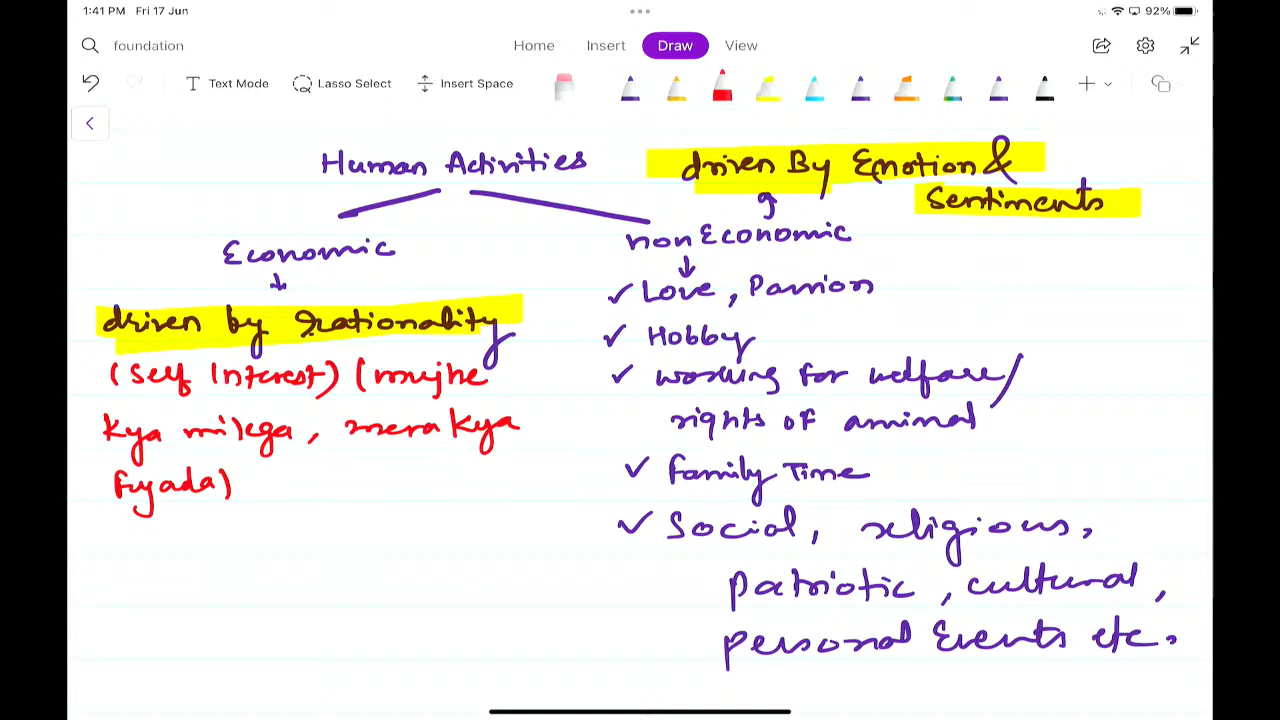 1:41 PM Fri 17 Jun
92%
foundation
Home Insert Draw View
Text Mode Lasso Select Insert Space
Human Activities
driven By Emotion &
Sentiments
Economic
non Economic
driven by rationality
(Self Interest) (mujhe
kya milega, mera kya
fyada)
✓ Love, Passion
✓ Hobby
✓ working for welfare/
rights of animal
✓ Family Time
✓ Social, religious,
patriotic, cultural,
personal Events etc.